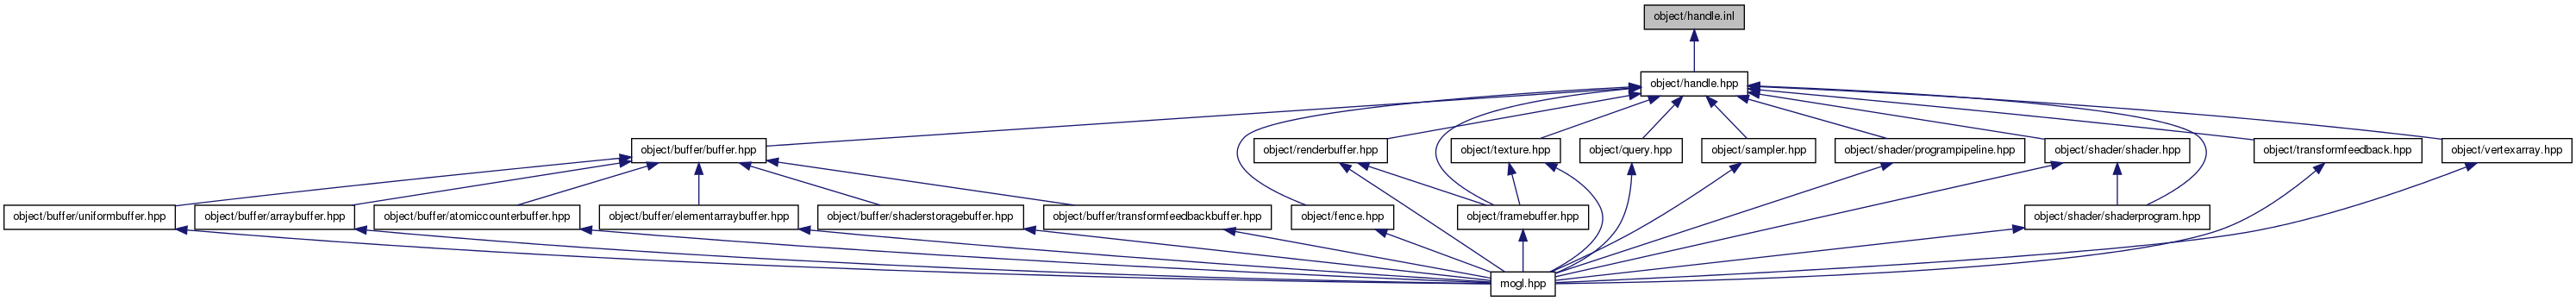 object/handle.inl
object/handle.hpp
object/buffer/buffer.hpp
object/renderbuffer.hpp
object/texture.hpp
object/query.hpp
object/sampler.hpp
object/shader/programpipeline.hpp
object/shader/shader.hpp
object/transformfeedback.hpp
object/vertexarray.hpp
object/buffer/uniformbuffer.hpp
object/buffer/arraybuffer.hpp
object/buffer/atomiccounterbuffer.hpp
object/buffer/elementarraybuffer.hpp
object/buffer/shaderstoragebuffer.hpp
object/buffer/transformfeedbackbuffer.hpp
object/fence.hpp
object/framebuffer.hpp
object/shader/shaderprogram.hpp
mogl.hpp